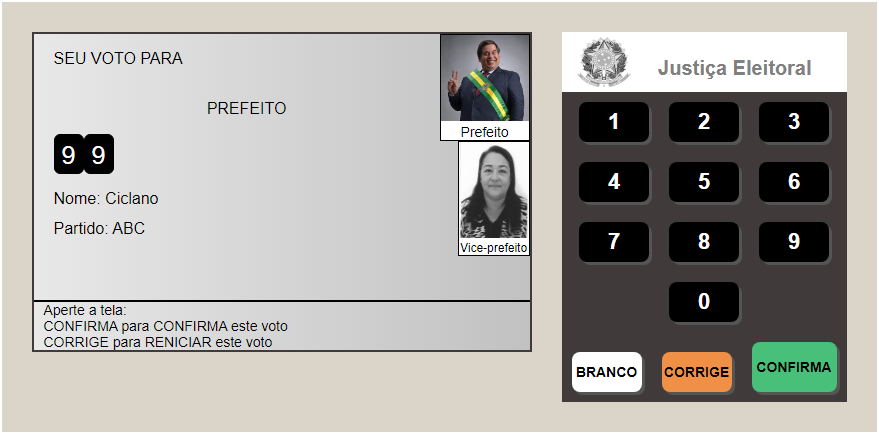 SEU VOTO PARA
PREFEITO
9 9
Nome: Ciclano
Partido: ABC
Prefeito
Vice-prefeito
Aperte a tela:
CONFIRMA para CONFIRMA este voto
CORRIGE para RENICIAR este voto
Justiça Eleitoral
1 2 3
4 5 6
7 8 9
0
BRANCO CORRIGE CONFIRMA